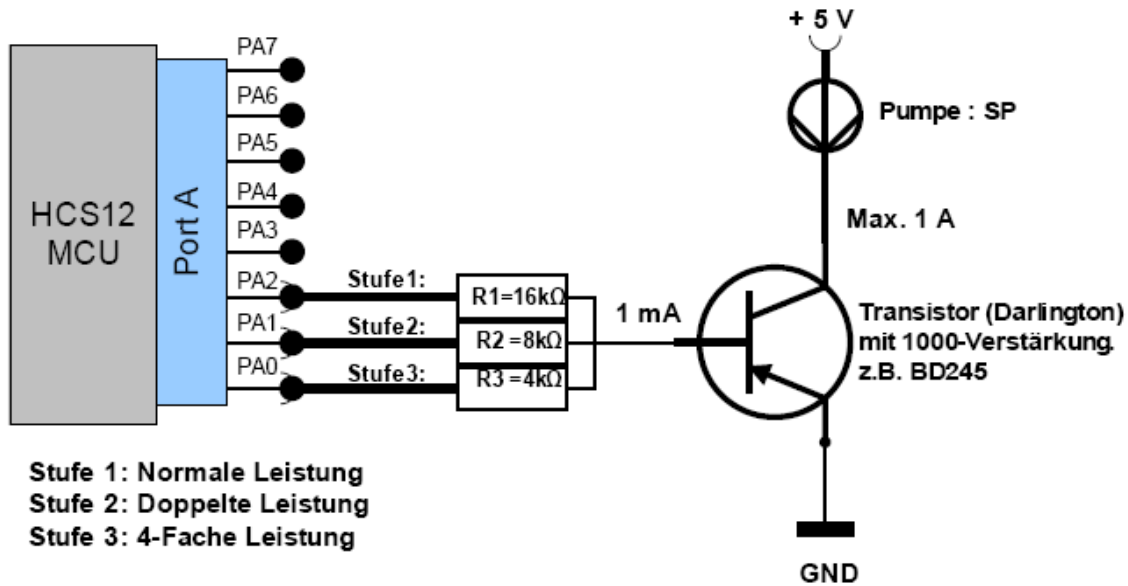 + 5 V
PA7
PA6
PA5
PA4
PA3
PA2
PA1
PA0
HCS12
MCU
Port A
Pumpe : SP
Max. 1 A
Stufe1:
Stufe2:
Stufe3:
R1=16kΩ
R2 = 8kΩ
R3 =4kΩ
1 mA
Transistor (Darlington)
mit 1000-Verstärkung.
z.B. BD245
Stufe 1: Normale Leistung
Stufe 2: Doppelte Leistung
Stufe 3: 4-Fache Leistung
GND